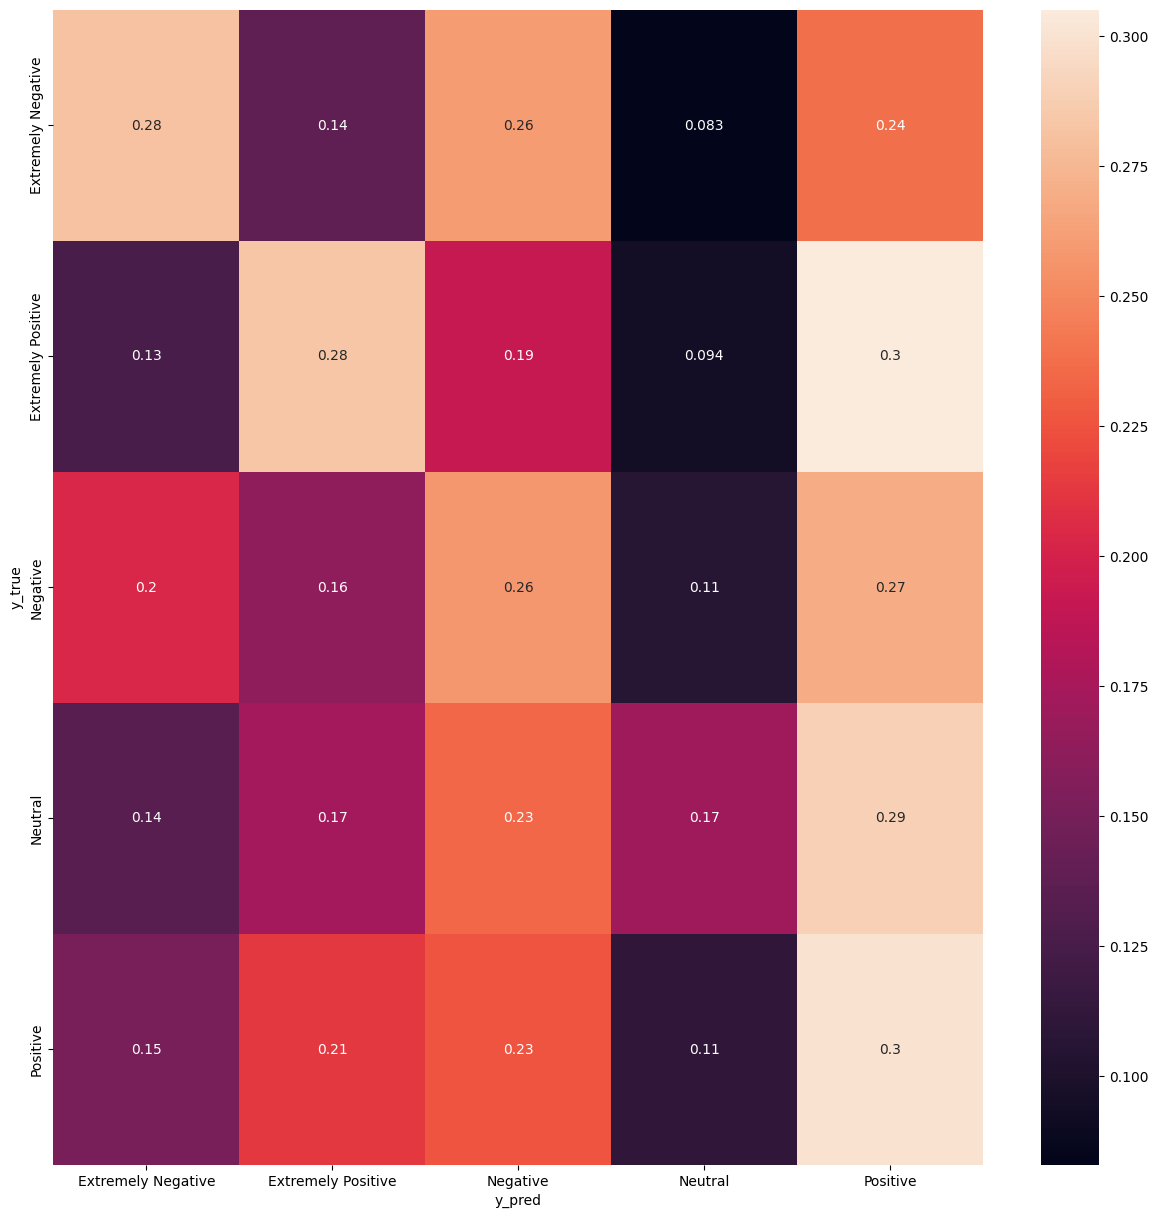 Extremely Negative
0.28 0.14 0.26 0.083 0.24
Extremely Positive
0.13 0.28 0.19 0.094 0.3
y_true
Negative
0.2 0.16 0.26 0.11 0.27
Neutral
0.14 0.17 0.23 0.17 0.29
Positive
0.15 0.21 0.23 0.11 0.3
Extremely Negative Extremely Positive Negative Neutral Positive
y_pred
0.300
0.275
0.250
0.225
0.200
0.175
0.150
0.125
0.100